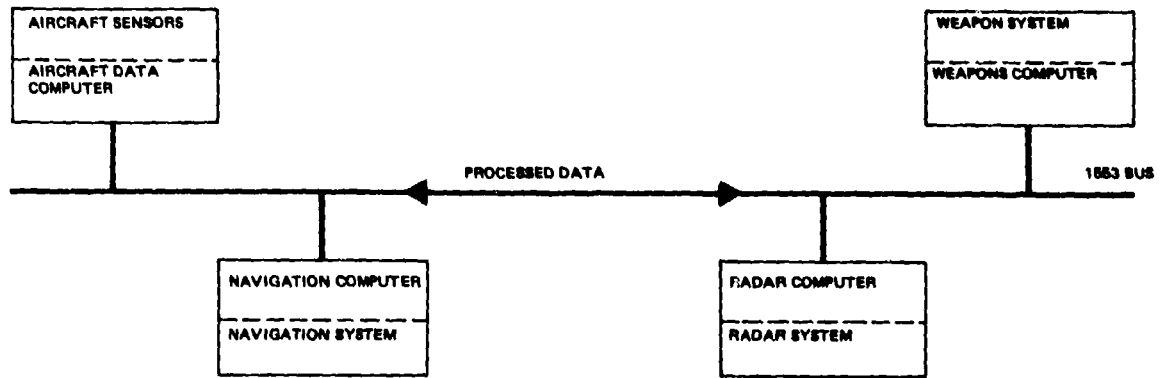 AIRCRAFT SENSORS
AIRCRAFT DATA
COMPUTER
WEAPON SYSTEM
WEAPONS COMPUTER
PROCESSED DATA
1553 BUS
NAVIGATION COMPUTER
NAVIGATION SYSTEM
RADAR COMPUTER
RADAR SYSTEM